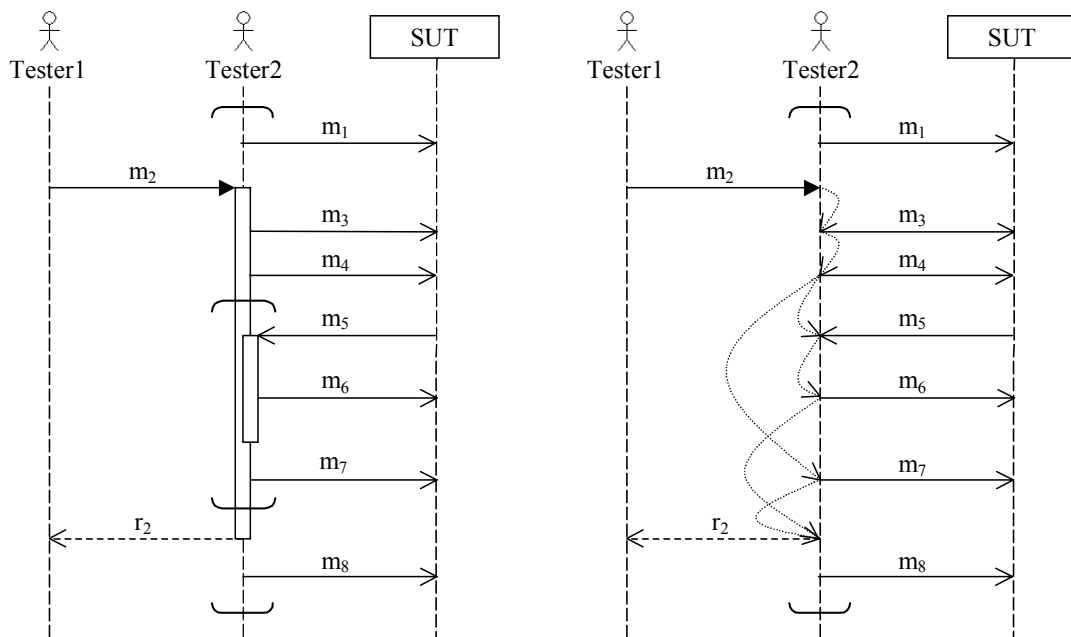 SUT
Tester1 Tester2
m₁
m₂
m₃
m₄
m₅
m₆
m₇
r₂
m₈
SUT
Tester1 Tester2
m₁
m₂
m₃
m₄
m₅
m₆
m₇
r₂
m₈